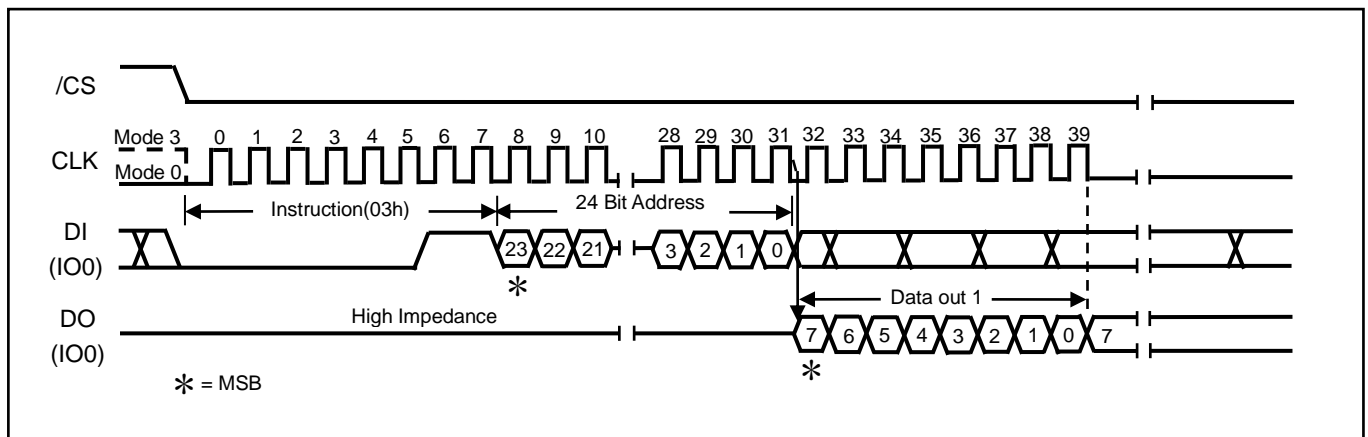 /CS
Mode 3 0 1 2 3 4 5 6 7 8 9 10 28 29 30 31 32 33 34 35 36 37 38 39
CLK
Mode 0
Instruction(03h) 24 Bit Address
DI
(IO0)
23 22 21 3 2 1 0
*
Data out 1
DO
(IO0)
High Impedance
7 6 5 4 3 2 1 0 7
*
* = MSB